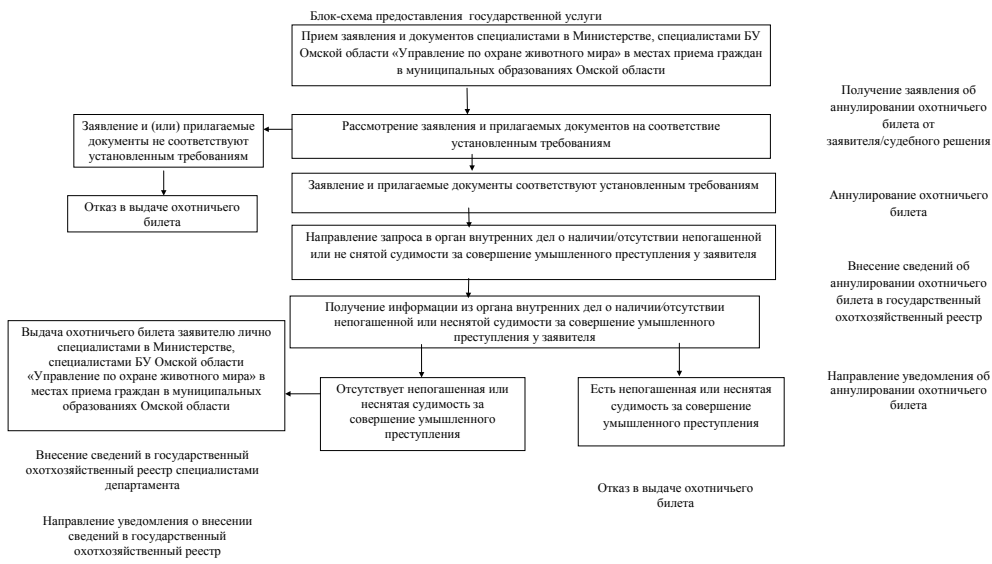 Блок-схема предоставления государственной услуги
Прием заявления и документов специалистами в Министерстве, специалистами БУ
Омской области «Управление по охране животного мира» в местах приема граждан
в муниципальных образованиях Омской области
Получение заявления об
аннулировании охотничьего
билета от
заявителя/судебного решения
Заявление и (или) прилагаемые
документы не соответствуют
установленным требованиям
Рассмотрение заявления и прилагаемых документов на соответствие
установленным требованиям
Заявление и прилагаемые документы соответствуют установленным требованиям
Отказ в выдаче охотничьего
билета
Аннулирование охотничьего
билета
Направление запроса в орган внутренних дел о наличии/отсутствии непогашенной
или не снятой судимости за совершение умышленного преступления у заявителя
Внесение сведений об
аннулировании охотничьего
билета в государственный
охотхозяйственный реестр
Получение информации из органа внутренних дел о наличии/отсутствии
непогашенной или неснятой судимости за совершение умышленного
преступления у заявителя
Выдача охотничьего билета заявителю лично
специалистами в Министерстве,
специалистами БУ Омской области
«Управление по охране животного мира» в
местах приема граждан в муниципальных
образованиях Омской области
Отсутствует непогашенная или
неснятая судимость за
совершение умышленного
преступления
Есть непогашенная или неснятая
судимость за совершение
умышленного преступления
Направление уведомления об
аннулировании охотничьего
билета
Внесение сведений в государственный
охотхозяйственный реестр специалистами
департамента
Отказ в выдаче охотничьего
билета
Направление уведомления о внесении
сведений в государственный
охотхозяйственный реестр